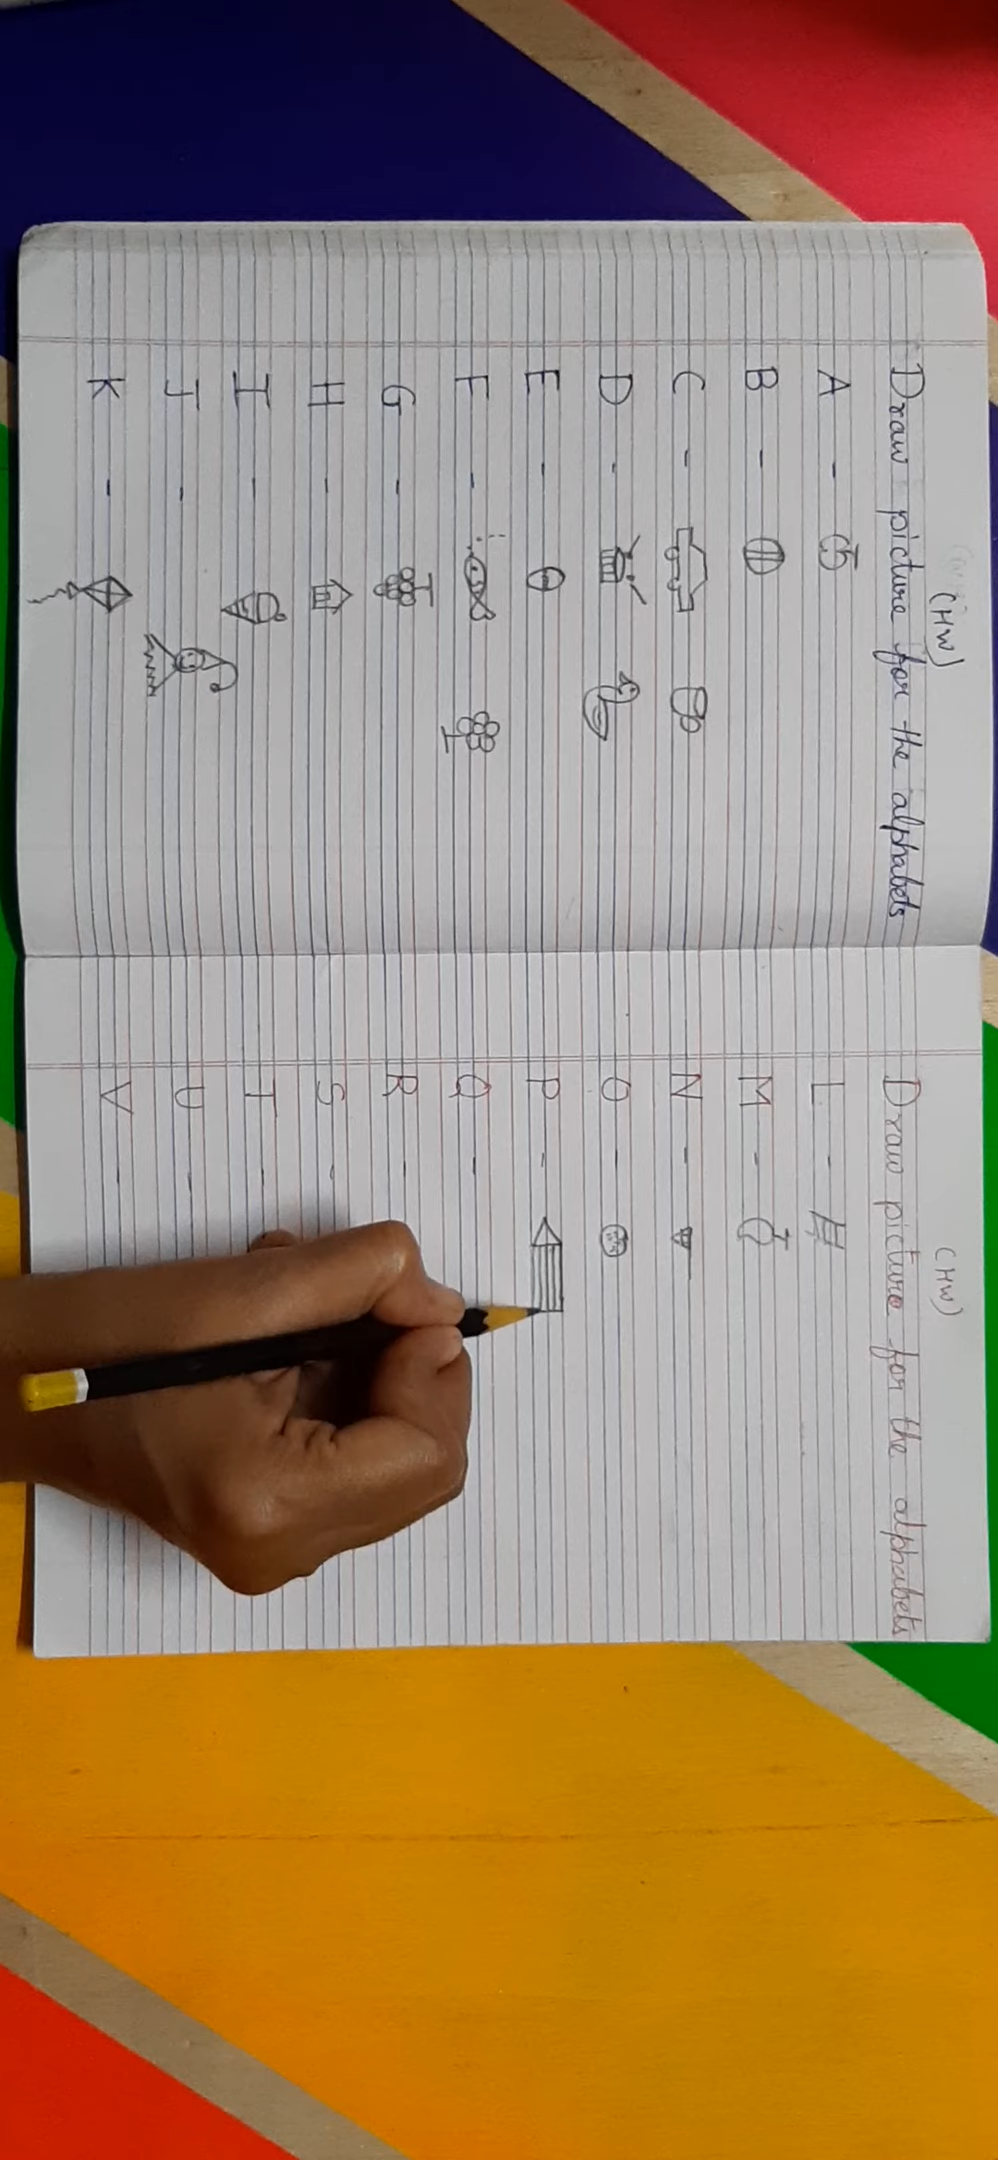 (HW)
Draw picture for the alphabets
A -
B -
C -
D -
E -
F -
G -
H -
I -
J -
K -
(HW)
Draw picture for the alphabets
L -
M -
N -
O -
P -
Q -
R -
S -
T -
U -
V -